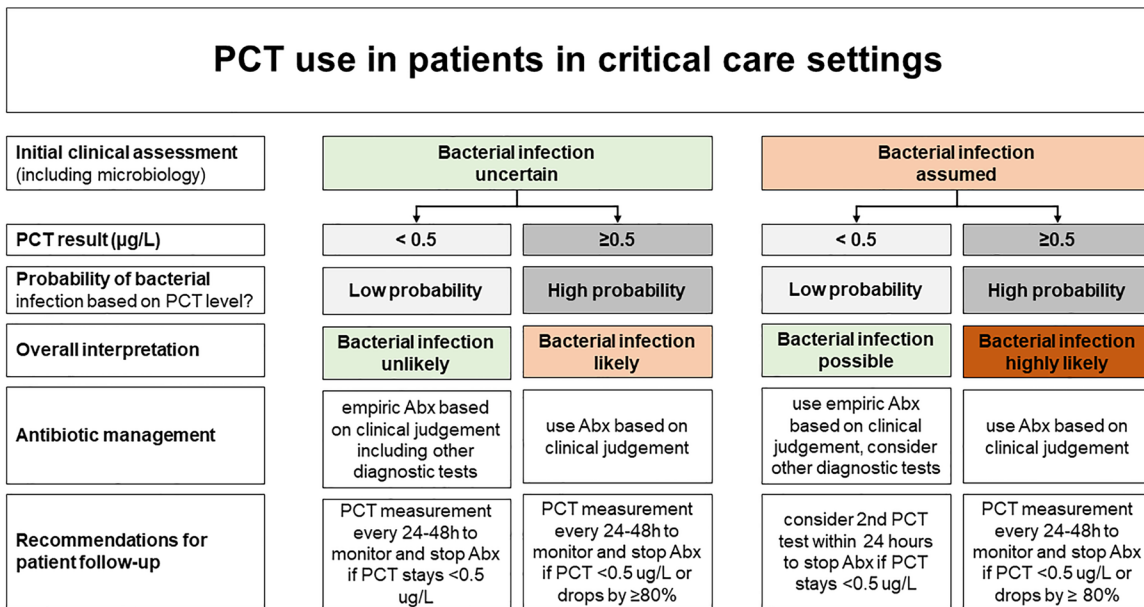 PCT use in patients in critical care settings
Initial clinical assessment
(including microbiology)
Bacterial infection
uncertain
Bacterial infection
assumed
PCT result (µg/L)
< 0.5
≥0.5
< 0.5
≥0.5
Probability of bacterial
infection based on PCT level?
Low probability
High probability
Low probability
High probability
Overall interpretation
Bacterial infection
unlikely
Bacterial infection
likely
Bacterial infection
possible
Bacterial infection
highly likely
Antibiotic management
empiric Abx based
on clinical judgement
including other
diagnostic tests
use Abx based on
clinical judgement
use empiric Abx
based on clinical
judgement, consider
other diagnostic tests
use Abx based on
clinical judgement
Recommendations for
patient follow-up
PCT measurement
every 24-48h to
monitor and stop Abx
if PCT stays <0.5
ug/L
PCT measurement
every 24-48h to
monitor and stop Abx
if PCT <0.5 ug/L or
drops by ≥80%
consider 2nd PCT
test within 24 hours
to stop Abx if PCT
stays <0.5 ug/L
PCT measurement
every 24-48h to
monitor and stop Abx
if PCT <0.5 ug/L or
drops by ≥ 80%